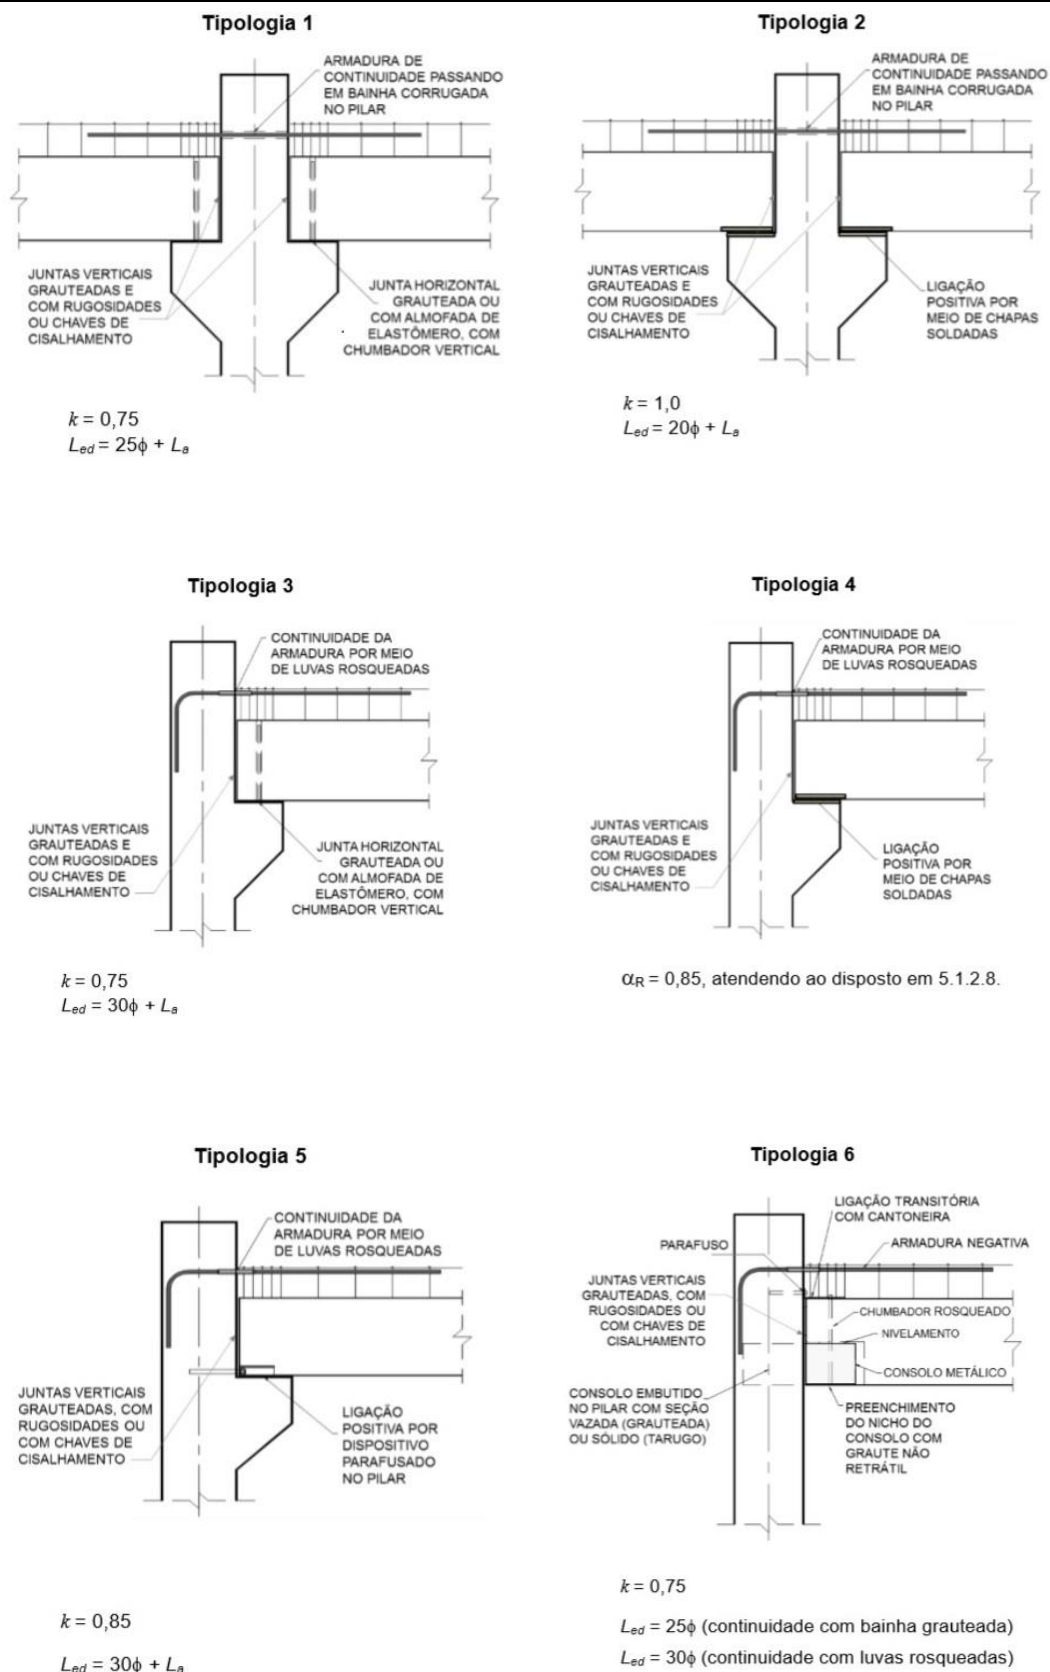 Tipologia 1
ARMADURA DE
CONTINUIDADE PASSANDO
EM BAINHA CORRUGADA
NO PILAR
JUNTAS VERTICAIS
GRAUTEADAS E
COM RUGOSIDADES
OU CHAVES DE
CISALHAMENTO
JUNTA HORIZONTAL
GRAUTEADA OU
COM ALMOFADA DE
ELASTÔMERO, COM
CHUMBADOR VERTICAL
k = 0,75
Led = 25ϕ + La
Tipologia 2
ARMADURA DE
CONTINUIDADE PASSANDO
EM BAINHA CORRUGADA
NO PILAR
JUNTAS VERTICAIS
GRAUTEADAS E
COM RUGOSIDADES
OU CHAVES DE
CISALHAMENTO
LIGAÇÃO
POSITIVA POR
MEIO DE CHAPAS
SOLDADAS
k = 1,0
Led = 20ϕ + La
Tipologia 3
CONTINUIDADE DA
ARMADURA POR MEIO
DE LUVAS ROSQUEADAS
JUNTAS VERTICAIS
GRAUTEADAS E
COM RUGOSIDADES
OU CHAVES DE
CISALHAMENTO
JUNTA HORIZONTAL
GRAUTEADA OU
COM ALMOFADA DE
ELASTÔMERO, COM
CHUMBADOR VERTICAL
k = 0,75
Led = 30ϕ + La
Tipologia 4
CONTINUIDADE DA
ARMADURA POR MEIO
DE LUVAS ROSQUEADAS
JUNTAS VERTICAIS
GRAUTEADAS E
COM RUGOSIDADES
OU CHAVES DE
CISALHAMENTO
LIGAÇÃO
POSITIVA POR
MEIO DE CHAPAS
SOLDADAS
αR = 0,85, atendendo ao disposto em 5.1.2.8.
Tipologia 5
CONTINUIDADE DA
ARMADURA POR MEIO
DE LUVAS ROSQUEADAS
JUNTAS VERTICAIS
GRAUTEADAS, COM
RUGOSIDADES OU
COM CHAVES DE
CISALHAMENTO
LIGAÇÃO
POSITIVA POR
DISPOSITIVO
PARAFUSADO
NO PILAR
k = 0,85
Led = 30ϕ + La
Tipologia 6
LIGAÇÃO TRANSITÓRIA
COM CANTONEIRA
PARAFUSO
ARMADURA NEGATIVA
JUNTAS VERTICAIS
GRAUTEADAS, COM
RUGOSIDADES OU
COM CHAVES DE
CISALHAMENTO
CHUMBADOR ROSQUEADO
NIVELAMENTO
CONSOLO METÁLICO
CONSOLO EMBUTIDO
NO PILAR COM SEÇÃO
VAZADA (GRAUTEADA)
OU SÓLIDO (TARUGO)
PREENCHIMENTO
DO NICHO DO
CONSOLO COM
GRAUTE NÃO
RETRÁTIL
k = 0,75
Led = 25ϕ (continuidade com bainha grauteada)
Led = 30ϕ (continuidade com luvas rosqueadas)